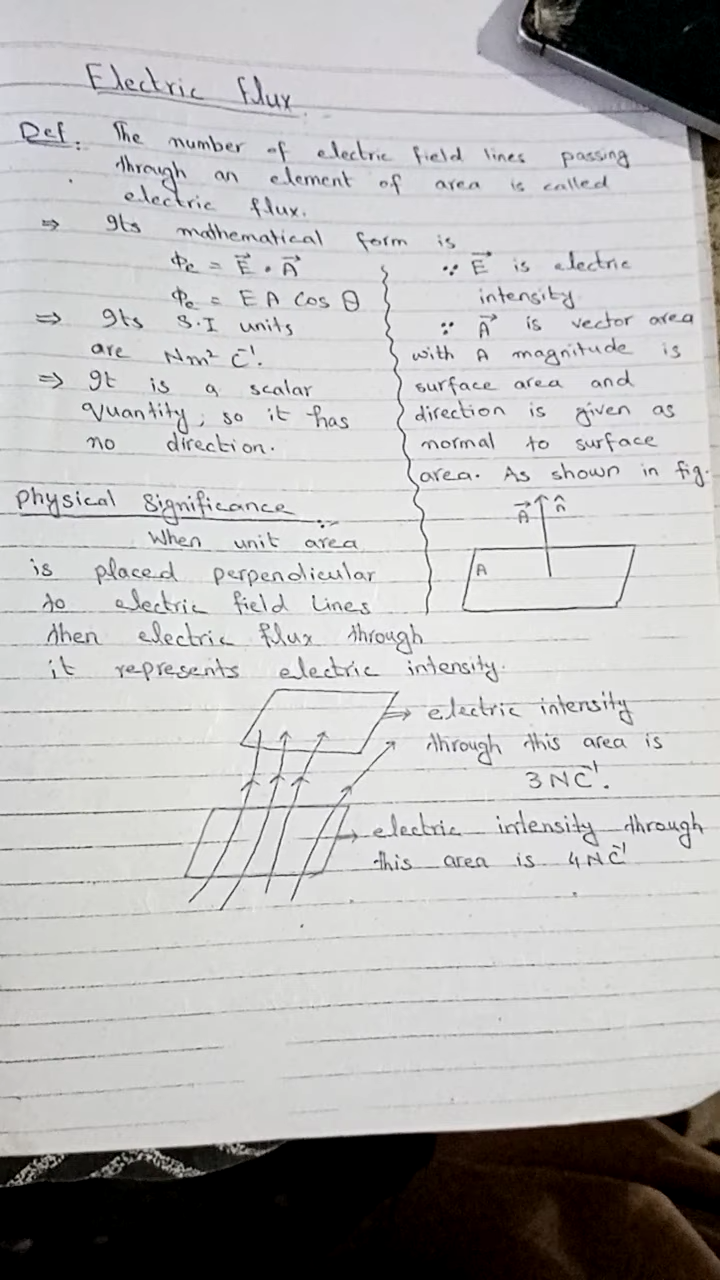 Electric flux
Def: The number of electric field lines passing
through an element of area is called
electric flux.
⇒ Its mathematical form is
Φe = E⃗ . A⃗
Φe = E A Cos θ
⇒ Its S.I units
are Nm² C⁻¹.
⇒ It is a scalar
quantity, so it has
no direction.
∵ E⃗ is electric
intensity
∵ A⃗ is vector area
with A magnitude is
surface area and
direction is given as
normal to surface
area. As shown in fig.
A⃗ n̂
A
Physical Significance :-
When unit area
is placed perpendicular
to electric field lines
then electric flux through
it represents electric intensity.
⇒ electric intensity
through this area is
3 NC⁻¹.
→ electric intensity through
this area is 4NC⁻¹